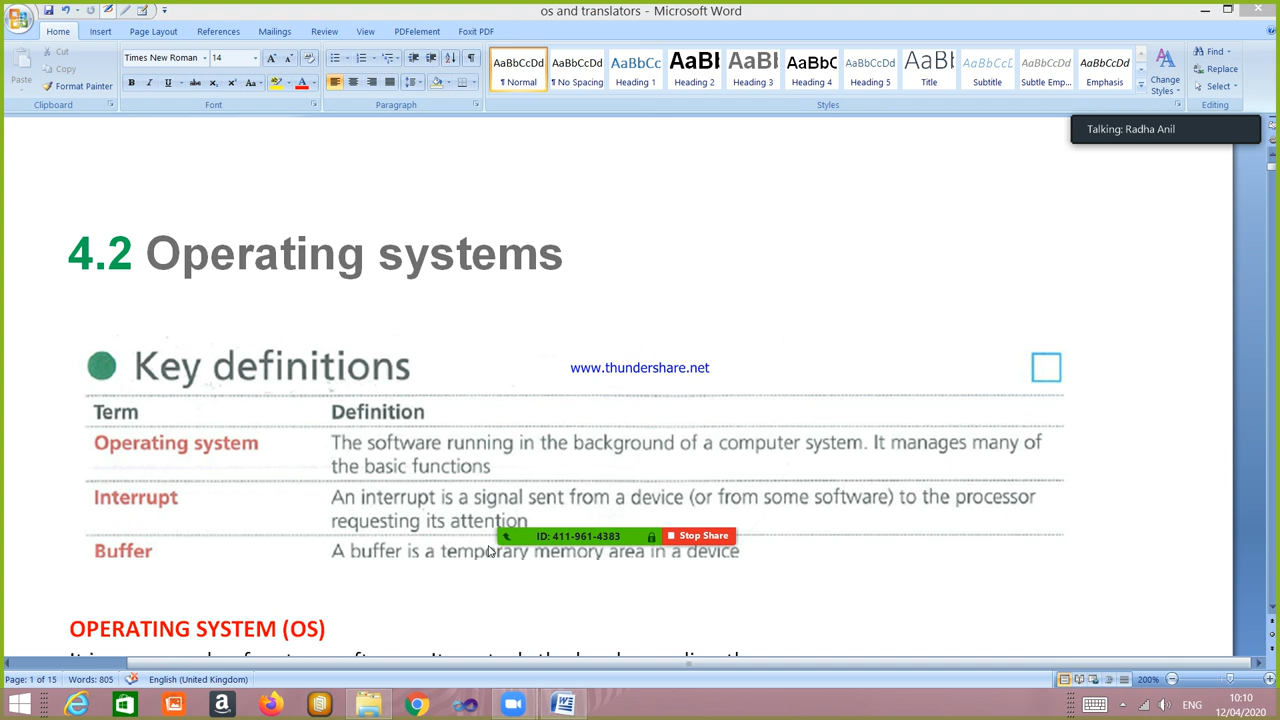 os and translators - Microsoft Word
Home Insert Page Layout References Mailings Review View PDFelement Foxit PDF
Paste
Cut
Copy
Format Painter
Clipboard
Times New Roman 14
Font
Paragraph
AaBbCcDd AaBbCcDd AaBbCc AaBb AaBb AaBbC AaBbCcDd AaBb AaBbCcD AaBbCcDd AaBbCcDd
¶ Normal ¶ No Spacing Heading 1 Heading 2 Heading 3 Heading 4 Heading 5 Title Subtitle Subtle Emp... Emphasis
Change Styles
Styles
Find
Replace
Select
Editing
Talking: Radha Anil
4.2 Operating systems
Key definitions
www.thundershare.net
Term Definition
Operating system The software running in the background of a computer system. It manages many of
the basic functions
Interrupt An interrupt is a signal sent from a device (or from some software) to the processor
requesting its attention
ID: 411-961-4383 Stop Share
Buffer A buffer is a temporary memory area in a device
OPERATING SYSTEM (OS)
Page: 1 of 15 Words: 805 English (United Kingdom) 200%
ENG
10:10
12/04/2020